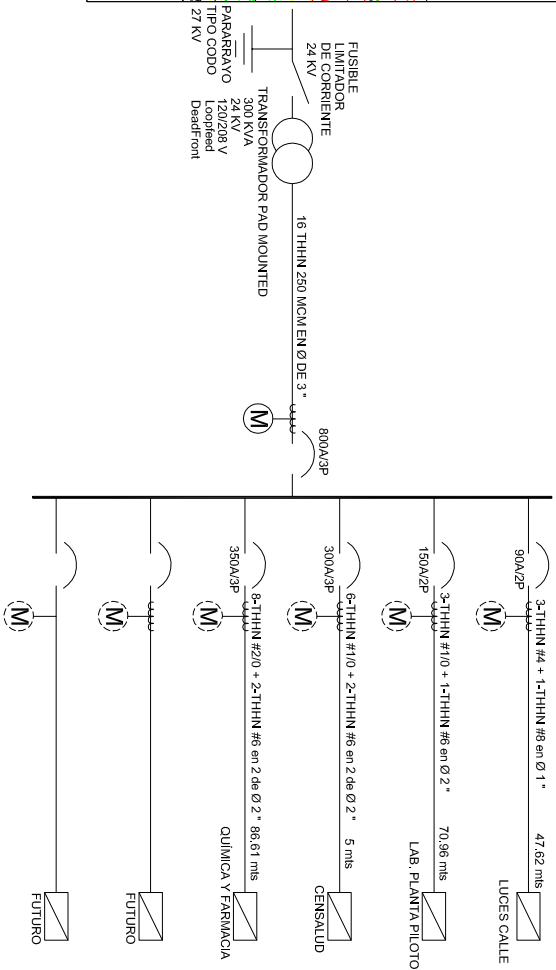 FUSIBLE
LIMITADOR
DE CORRIENTE
24 KV
PARARRAYO
TIPO CODO
27 KV
TRANSFORMADOR PAD MOUNTED
300 KVA
24 KV
120/208 V
Loopfeed
DeadFront
16 THHN 250 MCM EN Ø DE 3 "
M
800A/3P
90A/2P
3-THHN #4 + 1-THHN #8 en Ø 1 "
47.62 mts
M
LUCES CALLE
150A/2P
3-THHN #1/0 + 1-THHN #6 en Ø 2 "
70.96 mts
M
LAB. PLANTA PILOTO
300A/3P
6-THHN #1/0 + 2-THHN #6 en 2 de Ø 2 "
5 mts
M
CENSALUD
350A/3P
8-THHN #2/0 + 2-THHN #6 en 2 de Ø 2 "
86.61 mts
M
QUÍMICA Y FARMACIA
M
FUTURO
M
FUTURO